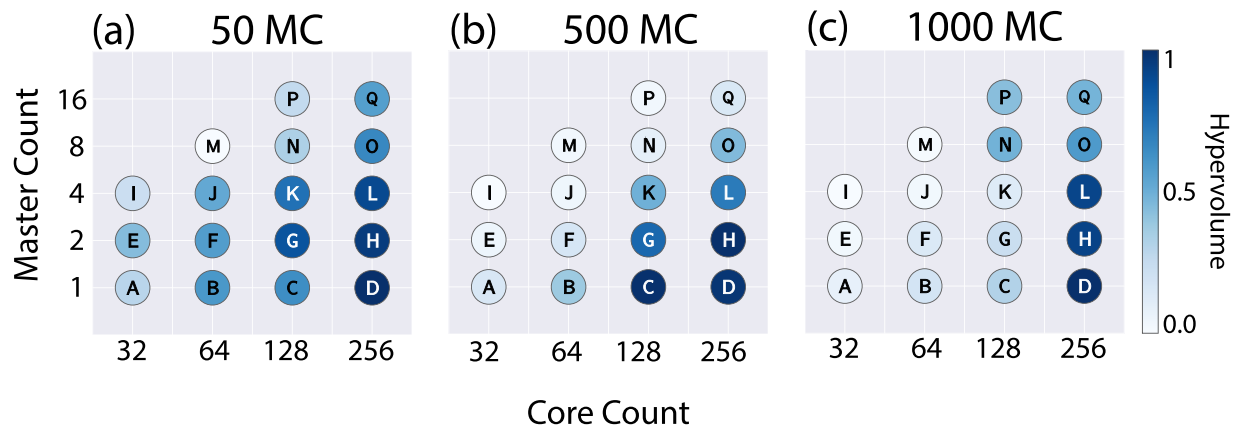 (a) 50 MC (b) 500 MC (c) 1000 MC
1
16 P Q P Q P Q
8 M N O M N O M N O
0.5
4 I J K L I J K L I J K L
2 E F G H E F G H E F G H
1 A B C D A B C D A B C D
0.0
32 64 128 256 32 64 128 256 32 64 128 256
Master Count
Core Count
Hypervolume